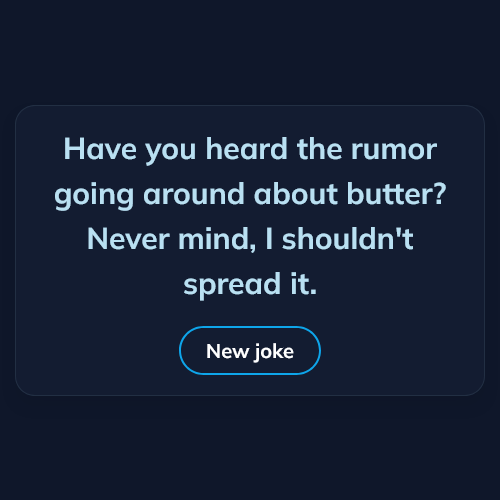 Have you heard the rumor
going around about butter?
Never mind, I shouldn't
spread it.
New joke